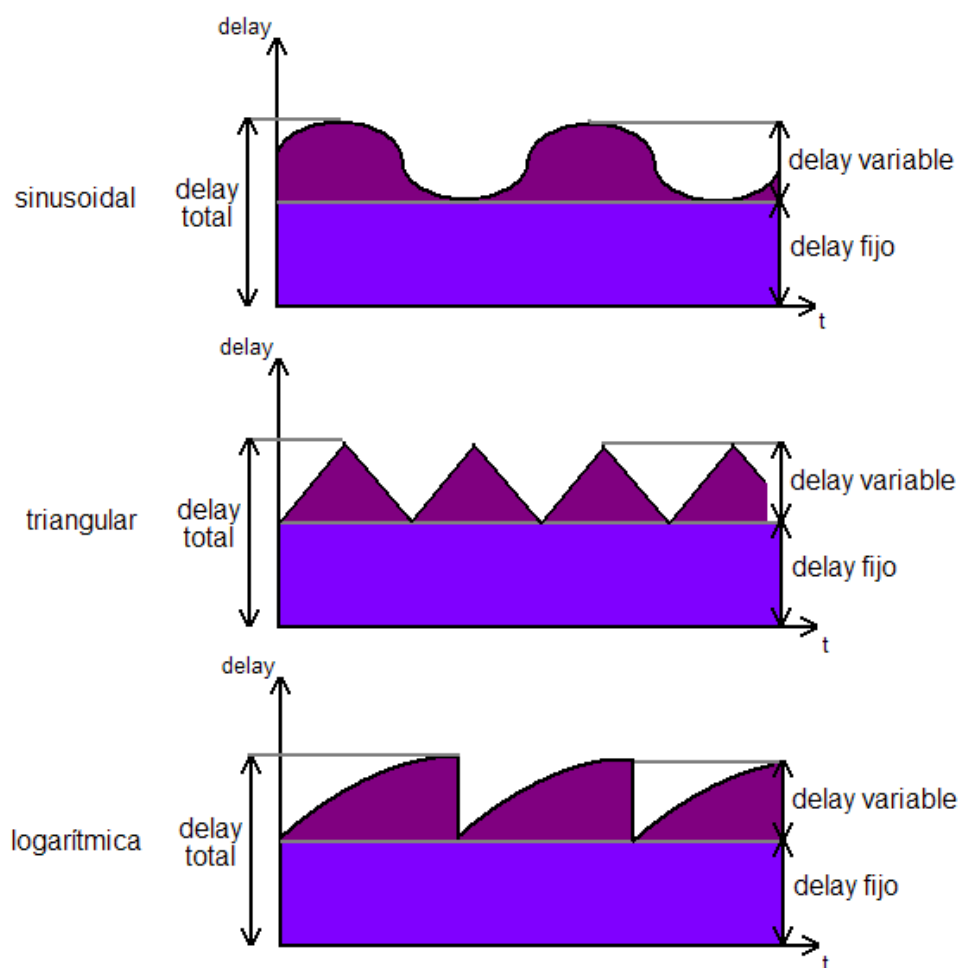 delay
sinusoidal
delay
total
delay variable
delay fijo
t
delay
triangular
delay
total
delay variable
delay fijo
t
delay
logarítmica
delay
total
delay variable
delay fijo
t